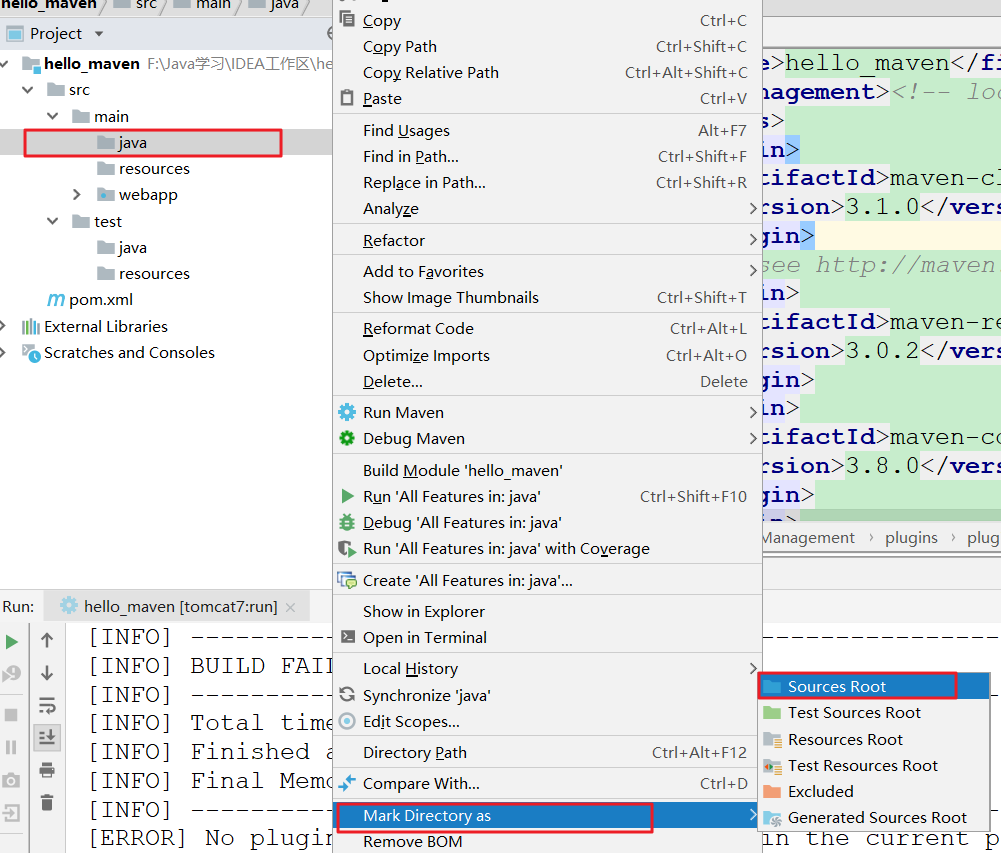 hello_maven src main java
Project
hello_maven F:\Java学习\IDEA工作区\he
src
main
java
resources
webapp
test
java
resources
pom.xml
External Libraries
Scratches and Consoles
Copy Ctrl+C
Copy Path Ctrl+Shift+C
Copy Relative Path Ctrl+Alt+Shift+C
Paste Ctrl+V
Find Usages Alt+F7
Find in Path... Ctrl+Shift+F
Replace in Path... Ctrl+Shift+R
Analyze
Refactor
Add to Favorites
Show Image Thumbnails Ctrl+Shift+T
Reformat Code Ctrl+Alt+L
Optimize Imports Ctrl+Alt+O
Delete... Delete
Run Maven
Debug Maven
Build Module 'hello_maven'
Run 'All Features in: java' Ctrl+Shift+F10
Debug 'All Features in: java'
Run 'All Features in: java' with Coverage
Create 'All Features in: java'...
Show in Explorer
Open in Terminal
Local History
Synchronize 'java'
Edit Scopes...
Directory Path Ctrl+Alt+F12
Compare With... Ctrl+D
Mark Directory as
Remove BOM
Sources Root
Test Sources Root
Resources Root
Test Resources Root
Excluded
Generated Sources Root
e>hello_maven</fi
nagement><!-- loc
s>
in>
tifactId>maven-cl
rsion>3.1.0</vers
gin>
see http://maven
in>
tifactId>maven-re
rsion>3.0.2</vers
gin>
in>
tifactId>maven-co
rsion>3.8.0</vers
gin>
Management › plugins › plug
Run: hello_maven [tomcat7:run]
[INFO] ----------
[INFO] BUILD FAI
[INFO] ----------
[INFO] Total time
[INFO] Finished a
[INFO] Final Memo
[INFO] ----------
[ERROR] No plugin in the current p